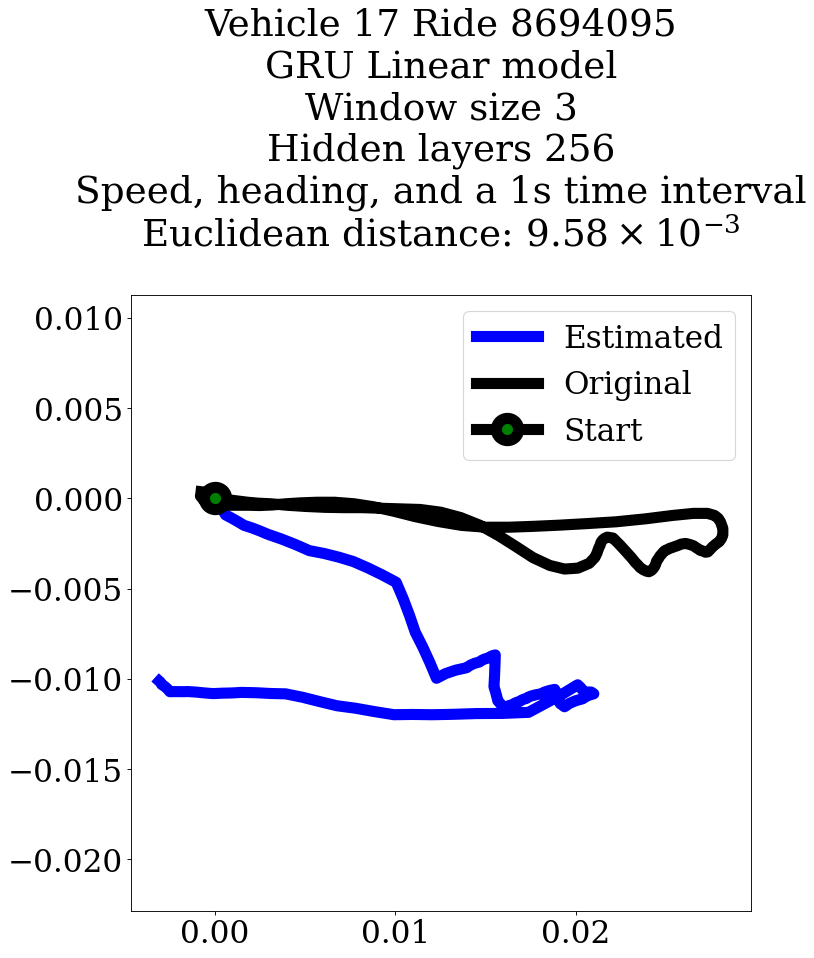 Vehicle 17 Ride 8694095
GRU Linear model
Window size 3
Hidden layers 256
Speed, heading, and a 1s time interval
Euclidean distance: 9.58 × 10⁻³
Estimated
Original
Start
0.010
0.005
0.000
−0.005
−0.010
−0.015
−0.020
0.00 0.01 0.02